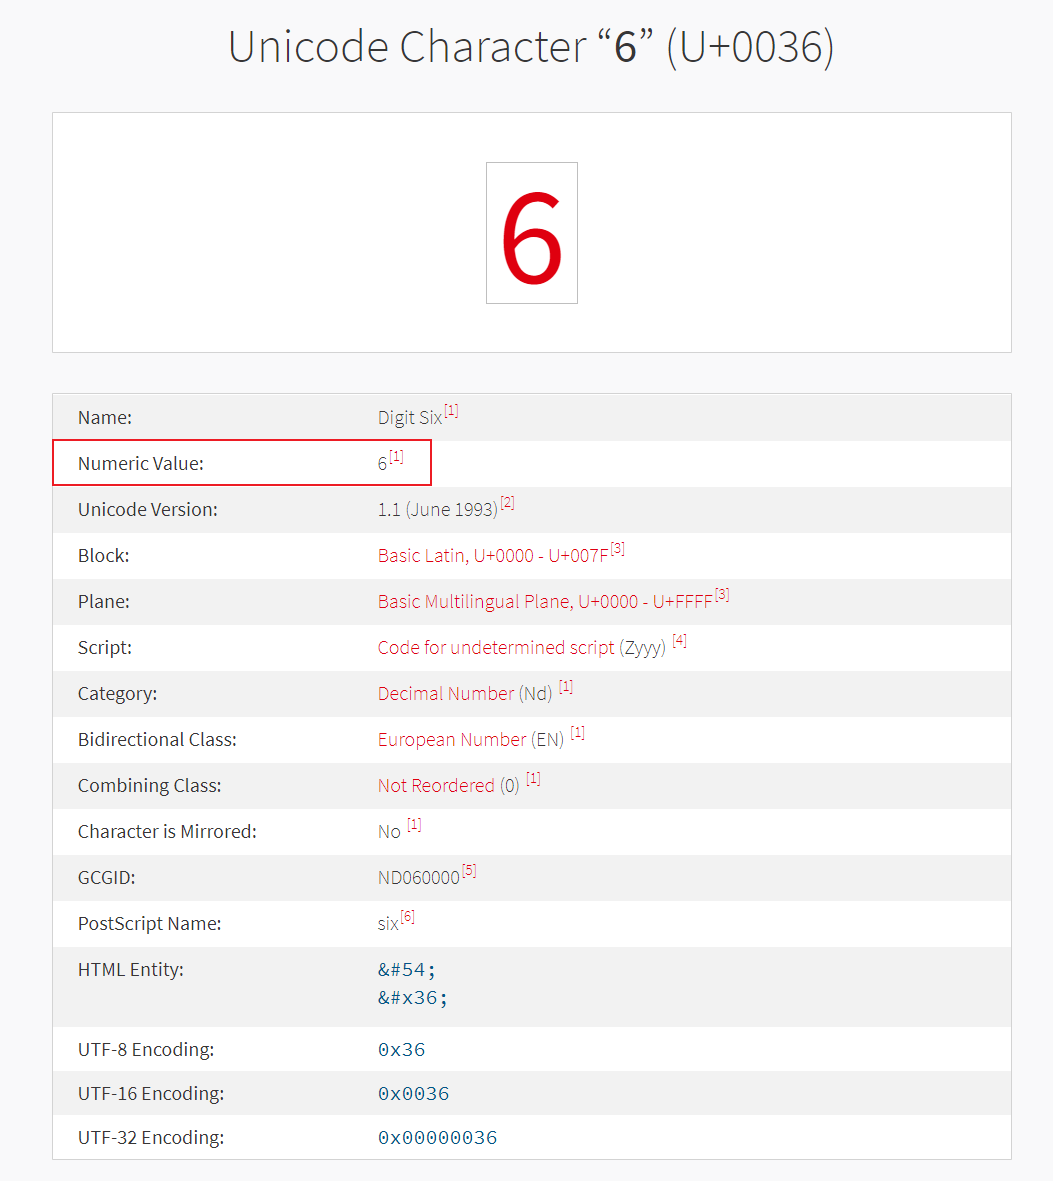 Unicode Character “6” (U+0036)
6
Name: Digit Six[1]
Numeric Value: 6[1]
Unicode Version: 1.1 (June 1993)[2]
Block: Basic Latin, U+0000 - U+007F[3]
Plane: Basic Multilingual Plane, U+0000 - U+FFFF[3]
Script: Code for undetermined script (Zyyy) [4]
Category: Decimal Number (Nd) [1]
Bidirectional Class: European Number (EN) [1]
Combining Class: Not Reordered (0) [1]
Character is Mirrored: No [1]
GCGID: ND060000[5]
PostScript Name: six[6]
HTML Entity: &#54;
&#x36;
UTF-8 Encoding: 0x36
UTF-16 Encoding: 0x0036
UTF-32 Encoding: 0x00000036